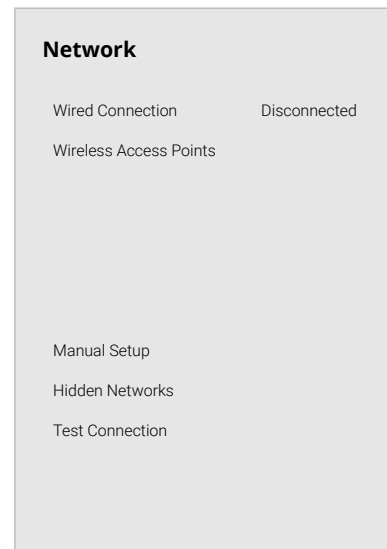 Network
Wired Connection Disconnected
Wireless Access Points
Manual Setup
Hidden Networks
Test Connection